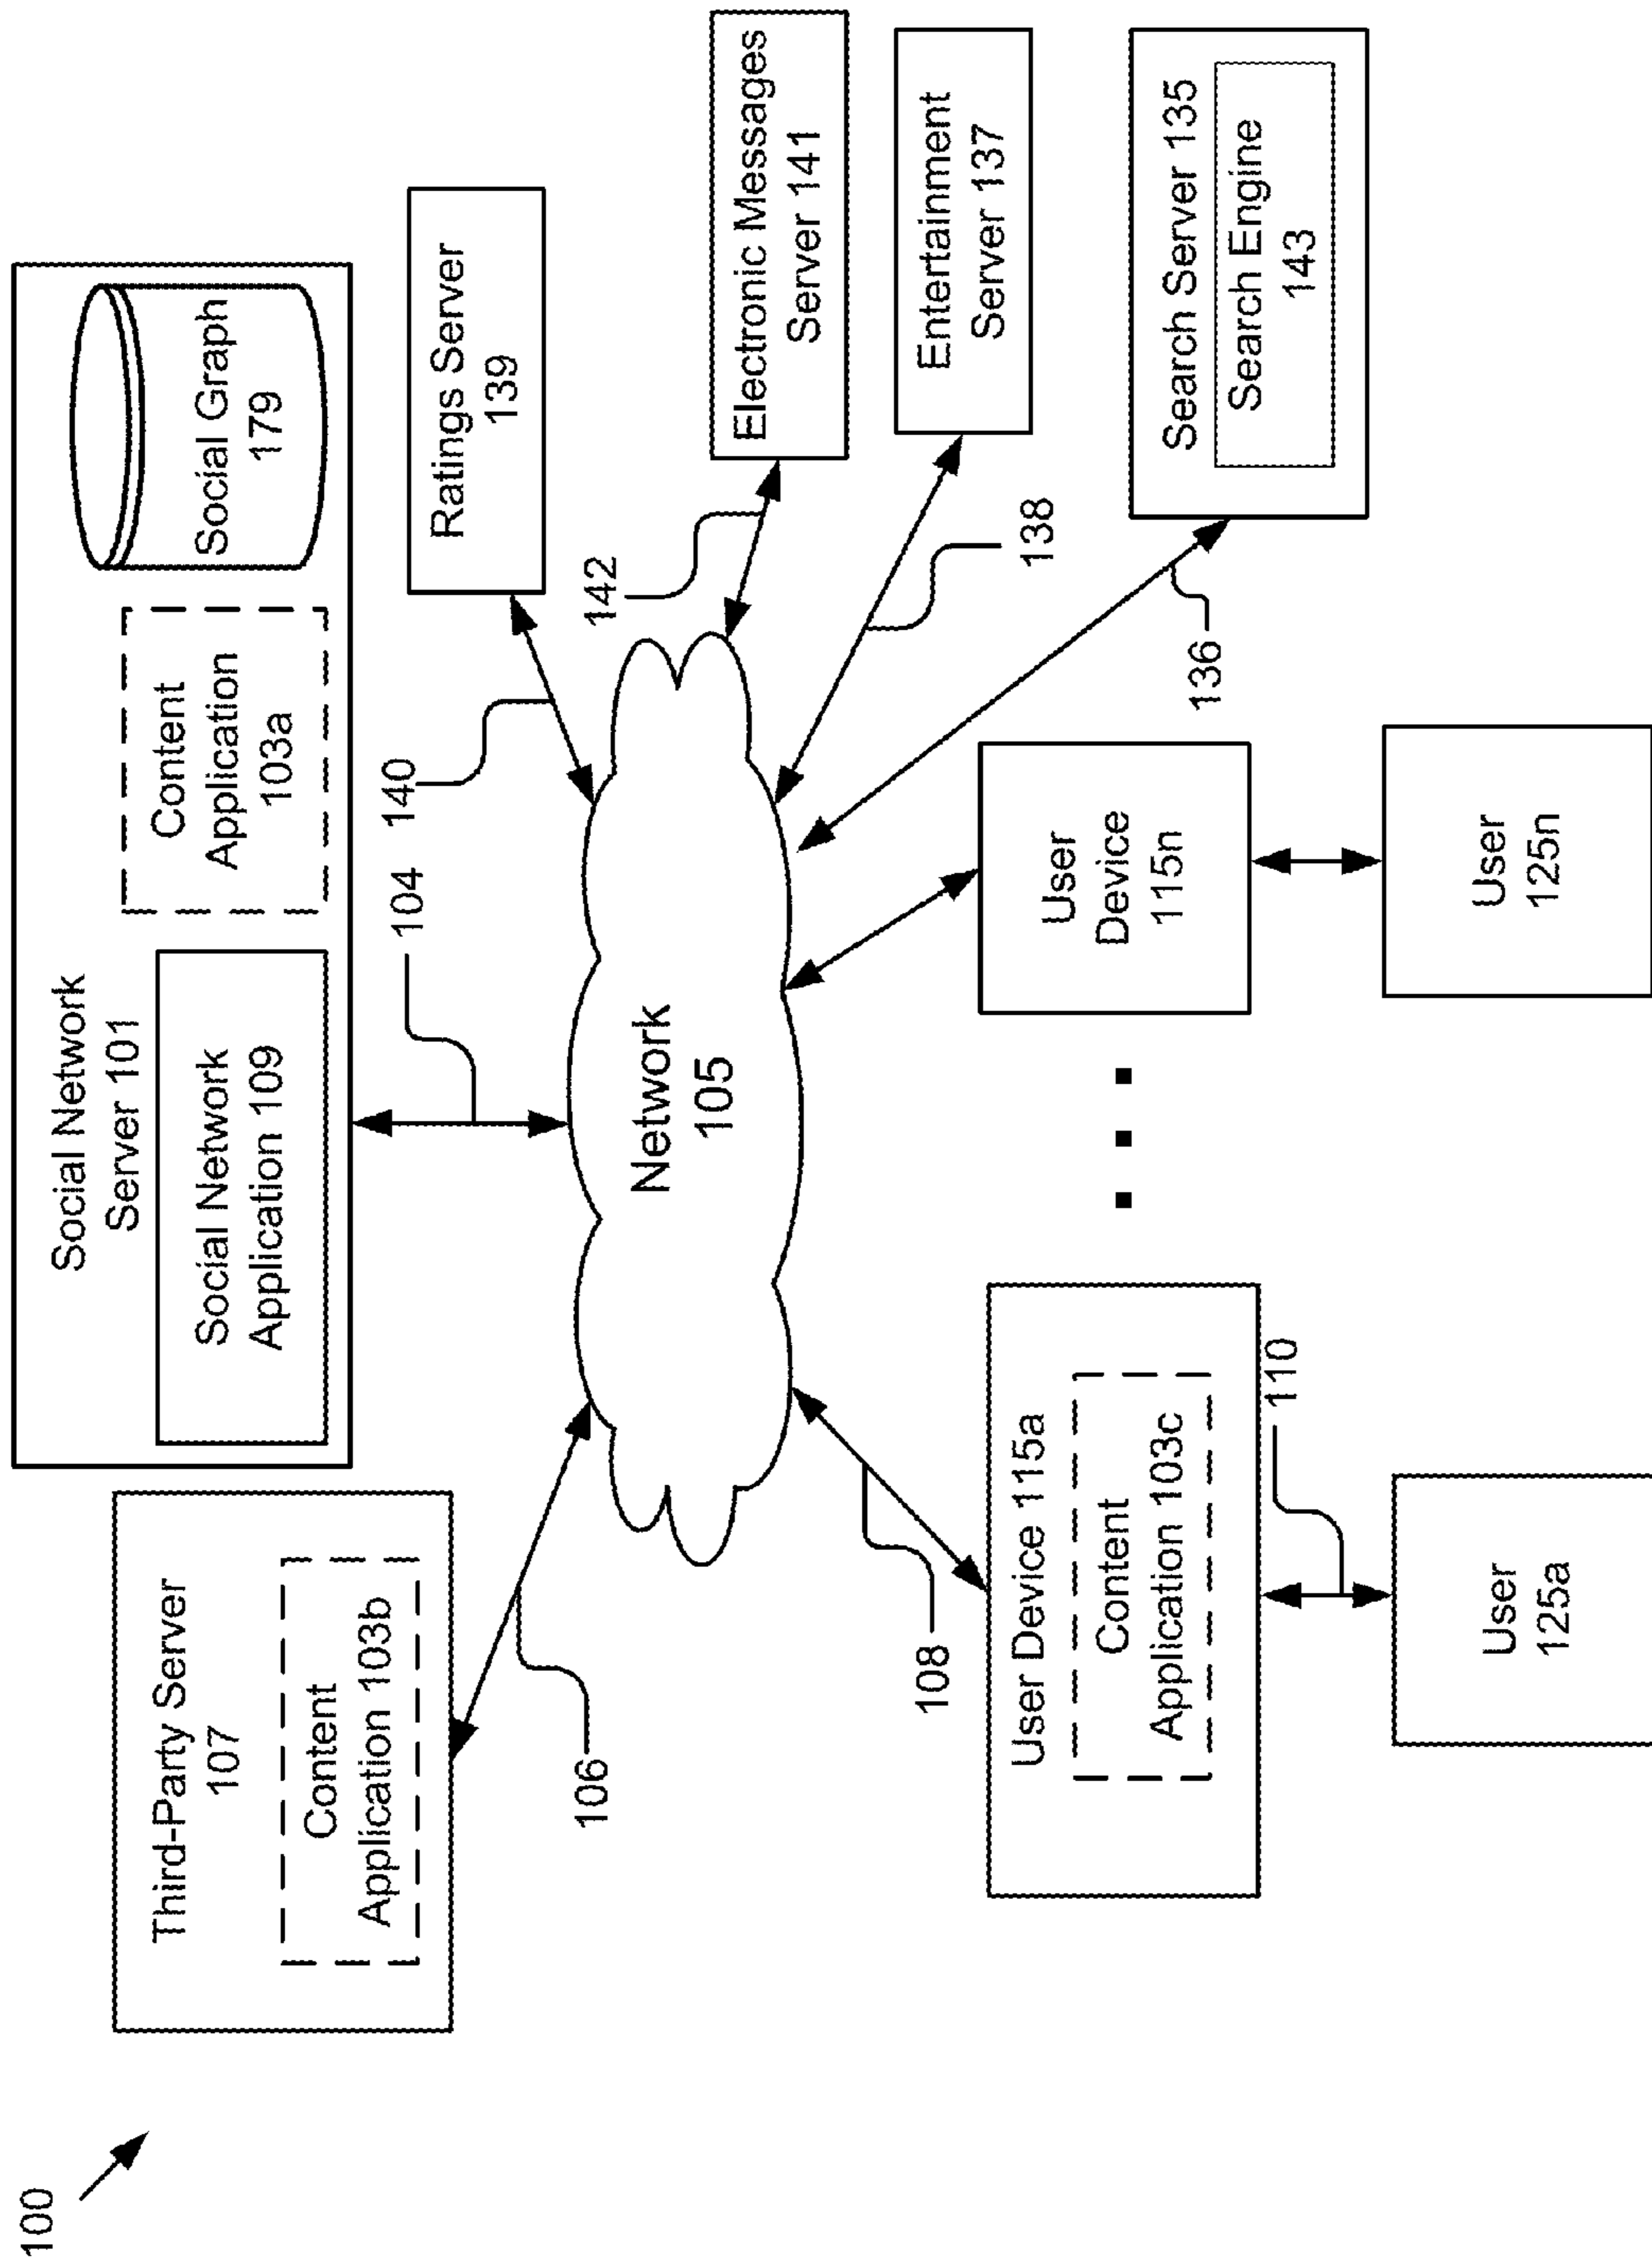 100
Social Network
Server 101
Social Network
Application 109
Content
Application
103a
Social Graph
179
Third-Party Server
107
Content
Application 103b
104
140
Ratings Server
139
106
Network
105
142
Electronic Messages
Server 141
138
Entertainment
Server 137
108
136
Search Server 135
Search Engine
143
User Device 115a
Content
Application 103c
User
Device
115n
110
User
125a
User
125n